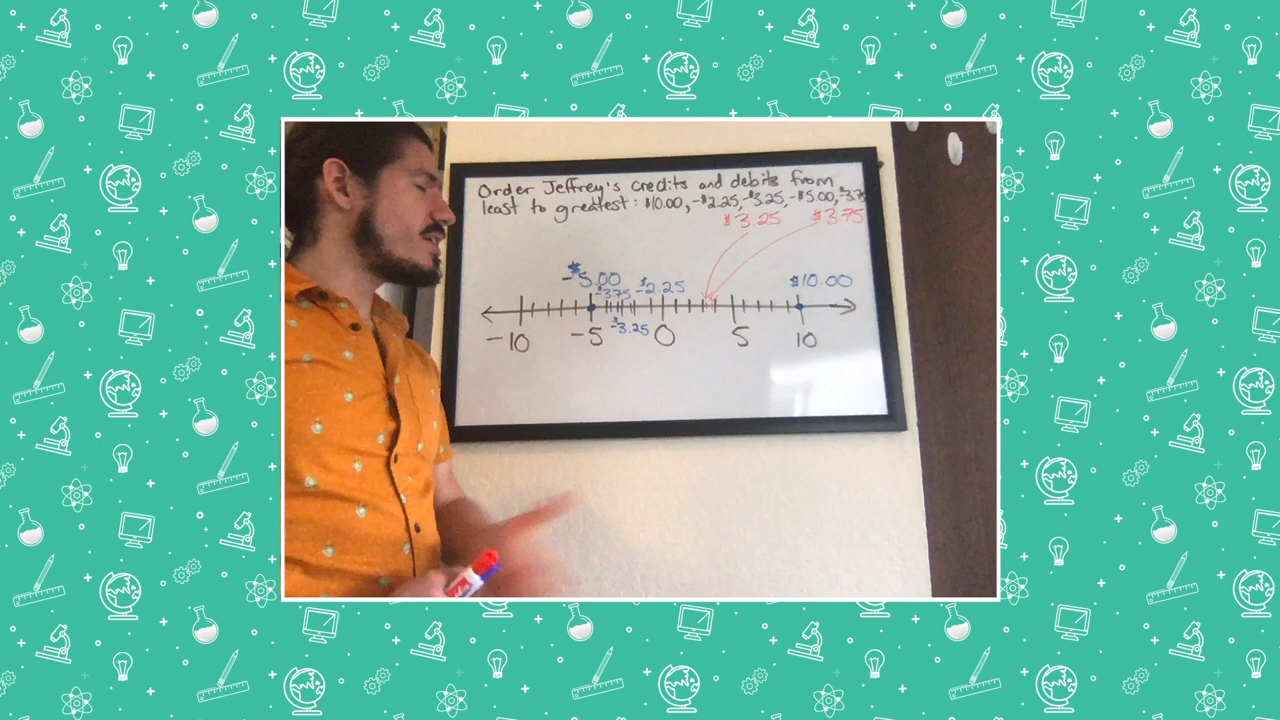 Order Jeffrey's credits and debits from
least to greatest: $10.00, -$2.25, -$3.25, -$5.00, -$3.75
$3.25 $3.75
-$5.00 -$2.25 $10.00
-$3.75
-$3.25
-10 -5 0 5 10